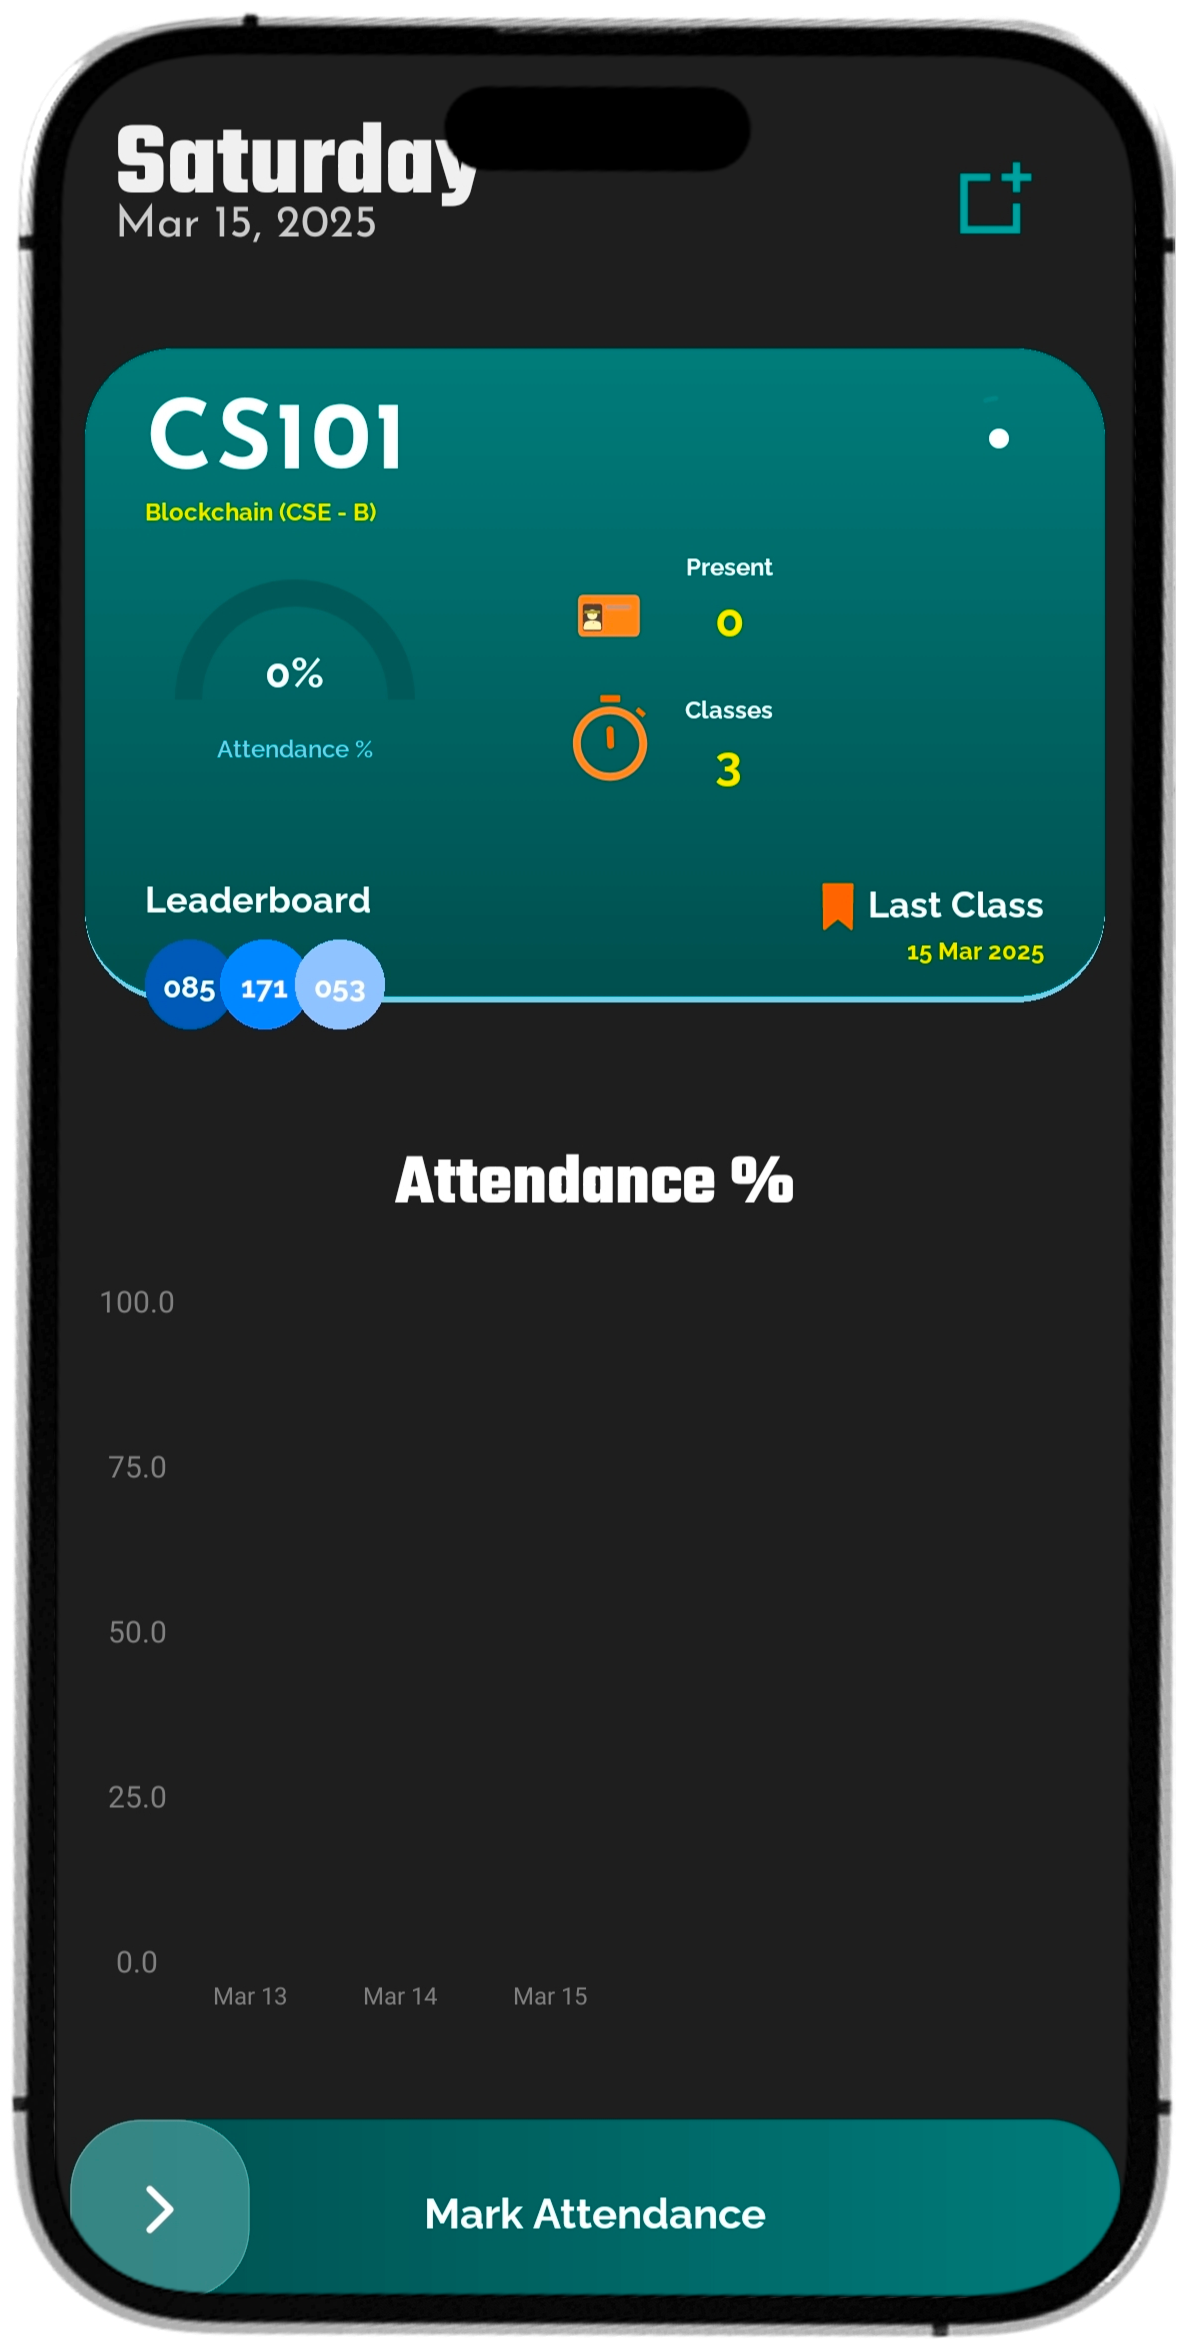 Saturday
Mar 15, 2025
CS101
Blockchain (CSE - B)
Present
0
0%
Classes
3
Attendance %
Leaderboard
085 171 053
Last Class
15 Mar 2025
Attendance %
100.0
75.0
50.0
25.0
0.0
Mar 13 Mar 14 Mar 15
Mark Attendance